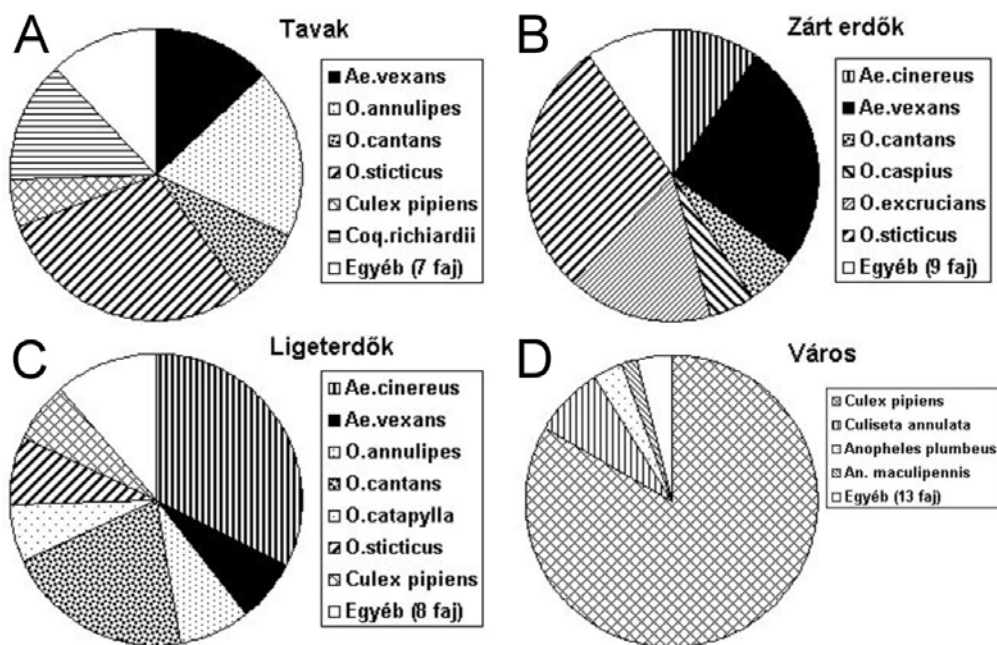 A
Tavak
Ae.vexans
O.annulipes
O.cantans
O.sticticus
Culex pipiens
Coq.richiardii
Egyéb (7 faj)
B
Zárt erdők
Ae.cinereus
Ae.vexans
O.cantans
O.caspius
O.excrucians
O.sticticus
Egyéb (9 faj)
C
Ligeterdők
Ae.cinereus
Ae.vexans
O.annulipes
O.cantans
O.catapylla
O.sticticus
Culex pipiens
Egyéb (8 faj)
D
Város
Culex pipiens
Culiseta annulata
Anopheles plumbeus
An. maculipennis
Egyéb (13 faj)